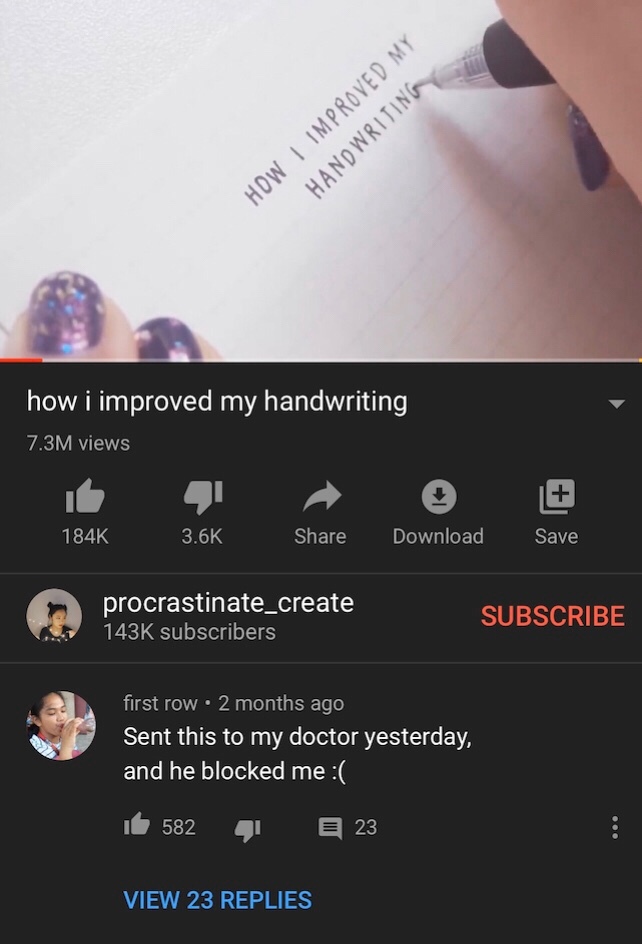 HOW I IMPROVED MY
HANDWRITING
how i improved my handwriting
7.3M views
184K
3.6K
Share
Download
Save
procrastinate_create
143K subscribers
SUBSCRIBE
first row • 2 months ago
Sent this to my doctor yesterday,
and he blocked me :(
582
23
VIEW 23 REPLIES